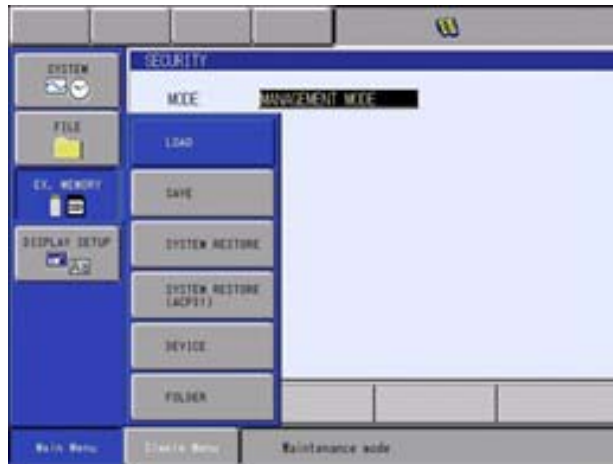 SECURITY
SYSTEM
MODE
MANAGEMENT MODE
FILE
LOAD
EX. MEMORY
SAVE
DISPLAY SETUP
SYSTEM RESTORE
SYSTEM RESTORE
DEVICE
FOLDER
Main Menu
Simple Menu
Maintenance mode